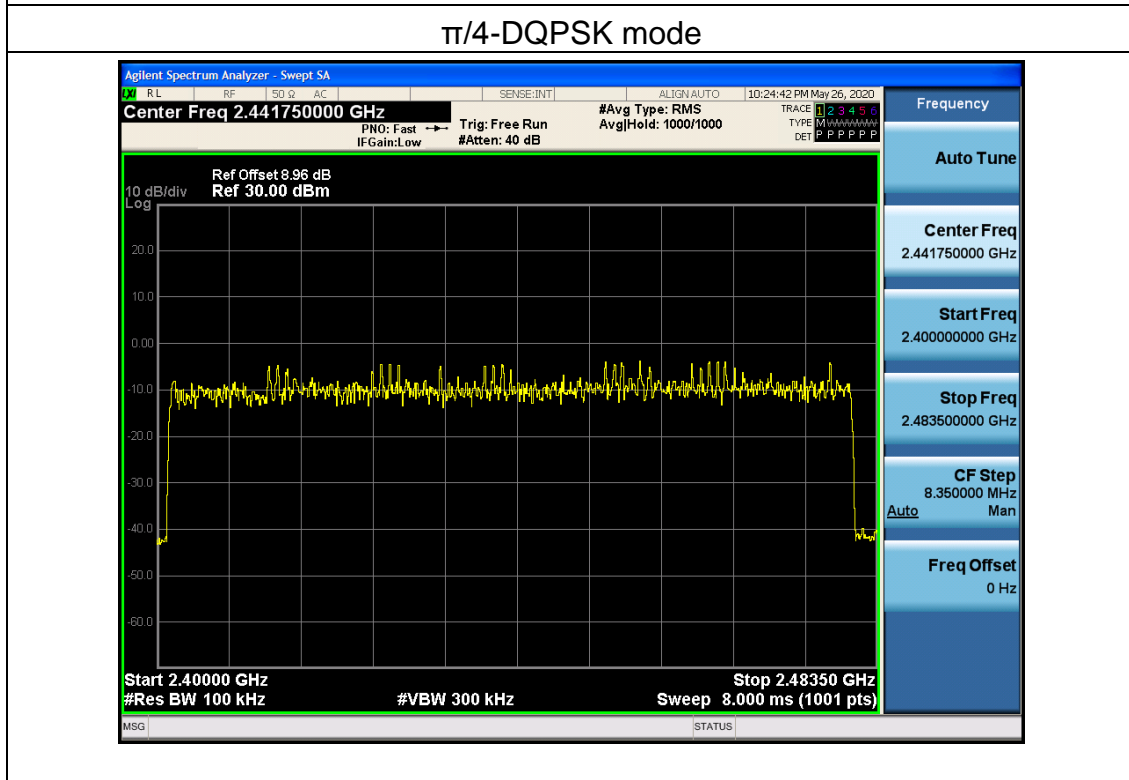 π/4-DQPSK mode
Agilent Spectrum Analyzer - Swept SA
LXI RL RF 50 Ω AC SENSE:INT ALIGN AUTO 10:24:42 PM May 26, 2020
Center Freq 2.441750000 GHz
PNO: Fast
IFGain:Low
Trig: Free Run
#Atten: 40 dB
#Avg Type: RMS
Avg|Hold: 1000/1000
TRACE 1 2 3 4 5 6
TYPE MWWWWW
DET P P P P P P
Frequency
Ref Offset 8.96 dB
10 dB/div Ref 30.00 dBm
Log
20.0
10.0
0.00
-10.0
-20.0
-30.0
-40.0
-50.0
-60.0
Start 2.40000 GHz Stop 2.48350 GHz
#Res BW 100 kHz #VBW 300 kHz Sweep 8.000 ms (1001 pts)
MSG STATUS
Auto Tune
Center Freq
2.441750000 GHz
Start Freq
2.400000000 GHz
Stop Freq
2.483500000 GHz
CF Step
8.350000 MHz
Auto Man
Freq Offset
0 Hz